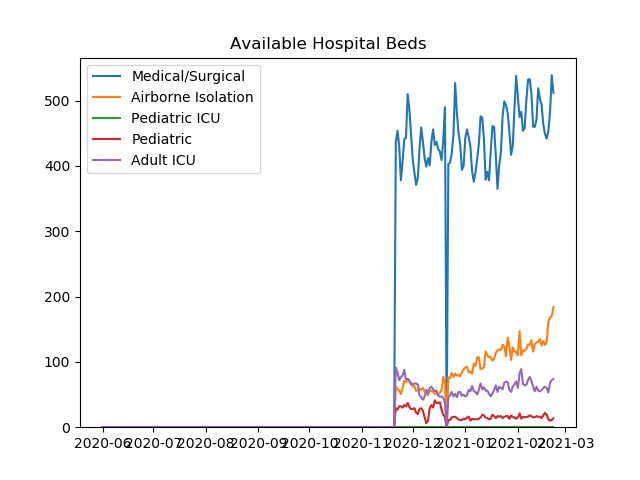 Available Hospital Beds
Medical/Surgical
Airborne Isolation
Pediatric ICU
Pediatric
Adult ICU
500
400
300
200
100
0
2020-06 2020-07 2020-08 2020-09 2020-10 2020-11 2020-12 2021-01 2021-02 2021-03